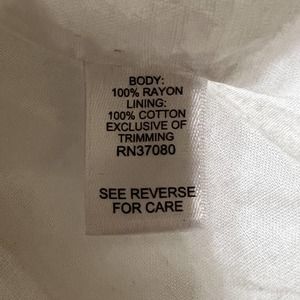 BODY:
100% RAYON
LINING:
100% COTTON
EXCLUSIVE OF
TRIMMING
RN37080
SEE REVERSE
FOR CARE